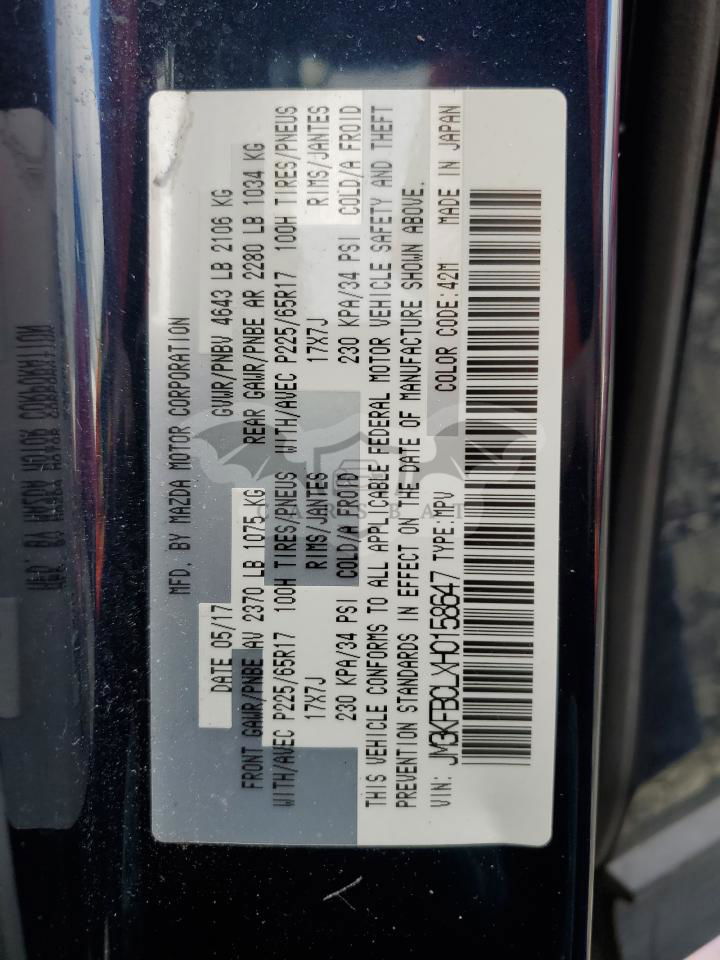 MFD. BY MAZDA MOTOR CORPORATION
DATE 05/17 GVWR/PNBV 4643 LB 2106 KG
FRONT GAWR/PNBE AV 2370 LB 1075 KG REAR GAWR/PNBE AR 2280 LB 1034 KG
WITH/AVEC P225/65R17 100H TIRES/PNEUS WITH/AVEC P225/65R17 100H TIRES/PNEUS
17X7J RIMS/JANTES 17X7J RIMS/JANTES
230 KPA/34 PSI COLD/A FROID 230 KPA/34 PSI COLD/A FROID
THIS VEHICLE CONFORMS TO ALL APPLICABLE FEDERAL MOTOR VEHICLE SAFETY AND THEFT
PREVENTION STANDARDS IN EFFECT ON THE DATE OF MANUFACTURE SHOWN ABOVE.
VIN: JM3KFBCLXH0158647 TYPE:MPV COLOR CODE:42M MADE IN JAPAN
CARSBAT